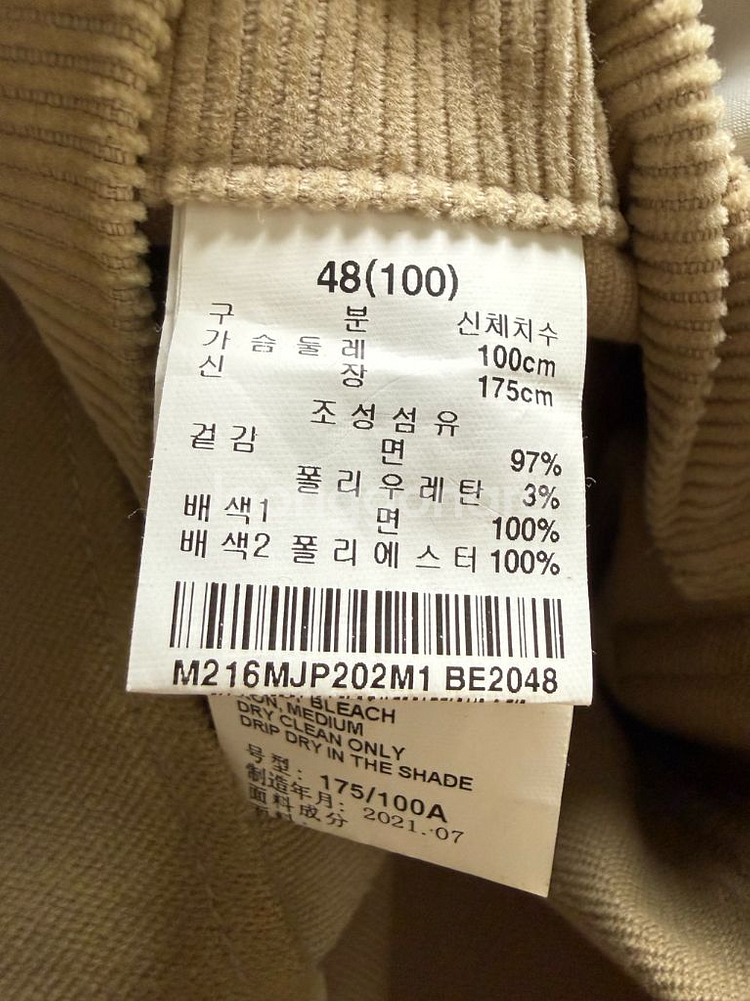 48(100)
구 분 신체치수
가 슴 둘 레 100cm
신 장 175cm
조 성 섬 유
겉 감 면 97%
폴 리 우 레 탄 3%
배 색1 면 100%
배 색2 폴 리 에 스 터 100%
M216MJP202M1 BE2048
BLEACH
IRON, MEDIUM
DRY CLEAN ONLY
DRIP DRY IN THE SHADE
号型: 175/100A
制造年月: 2021.07
面料成分